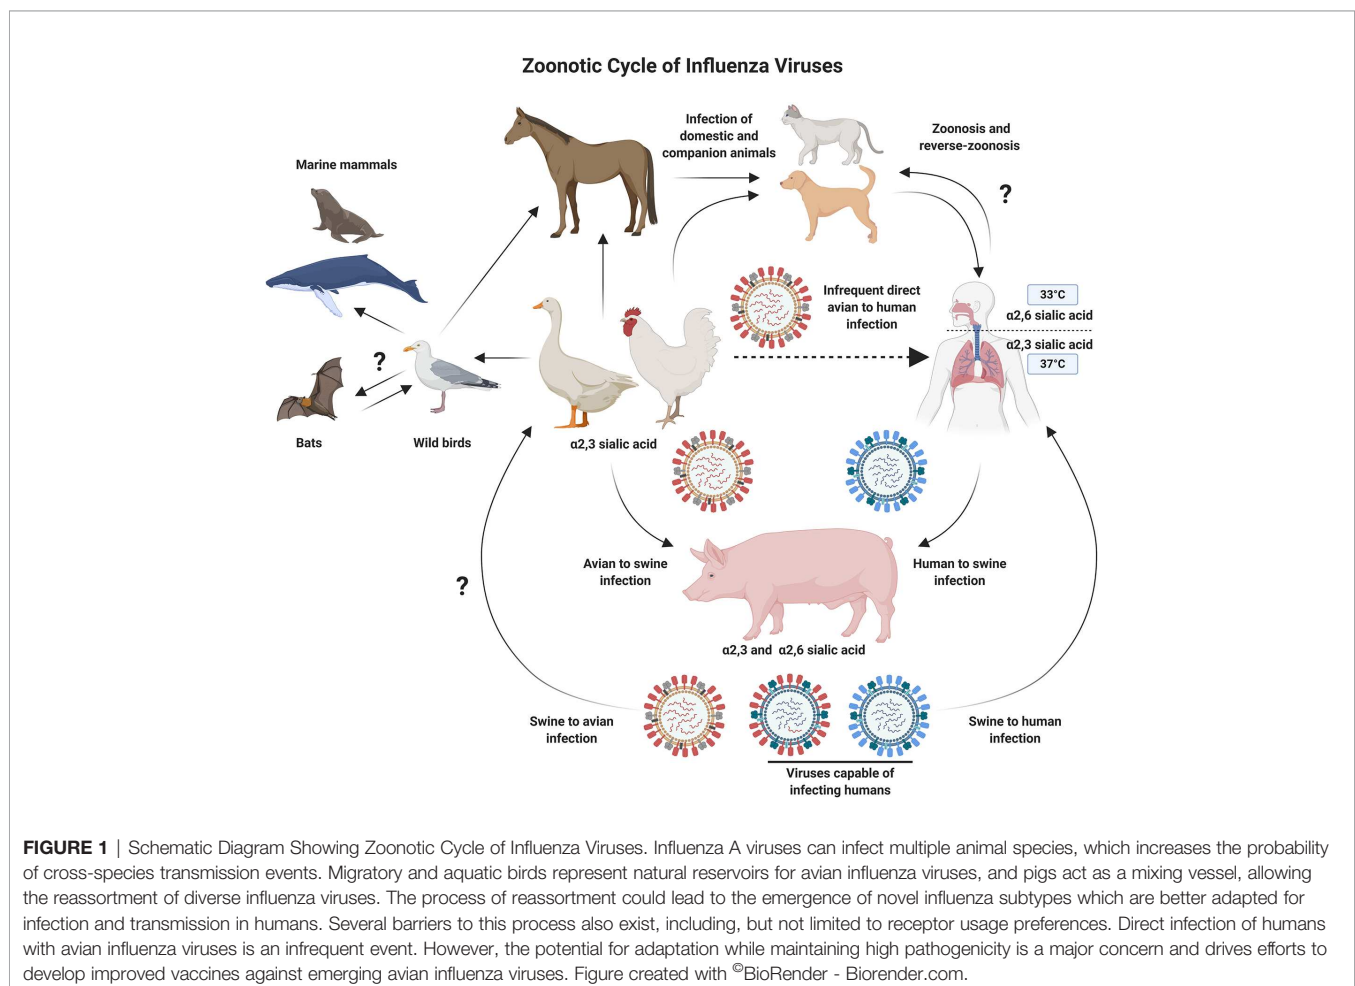 Zoonotic Cycle of Influenza Viruses
Infection of
domestic and
companion animals
Zoonosis and
reverse-zoonosis
Marine mammals
?
Infrequent direct
avian to human
infection
33°C
α2,6 sialic acid
α2,3 sialic acid
37°C
?
Bats
Wild birds
α2,3 sialic acid
Avian to swine
infection
Human to swine
infection
?
α2,3 and α2,6 sialic acid
Swine to avian
infection
Swine to human
infection
Viruses capable of
infecting humans
FIGURE 1 | Schematic Diagram Showing Zoonotic Cycle of Influenza Viruses. Influenza A viruses can infect multiple animal species, which increases the probability
of cross-species transmission events. Migratory and aquatic birds represent natural reservoirs for avian influenza viruses, and pigs act as a mixing vessel, allowing
the reassortment of diverse influenza viruses. The process of reassortment could lead to the emergence of novel influenza subtypes which are better adapted for
infection and transmission in humans. Several barriers to this process also exist, including, but not limited to receptor usage preferences. Direct infection of humans
with avian influenza viruses is an infrequent event. However, the potential for adaptation while maintaining high pathogenicity is a major concern and drives efforts to
develop improved vaccines against emerging avian influenza viruses. Figure created with ©BioRender - Biorender.com.